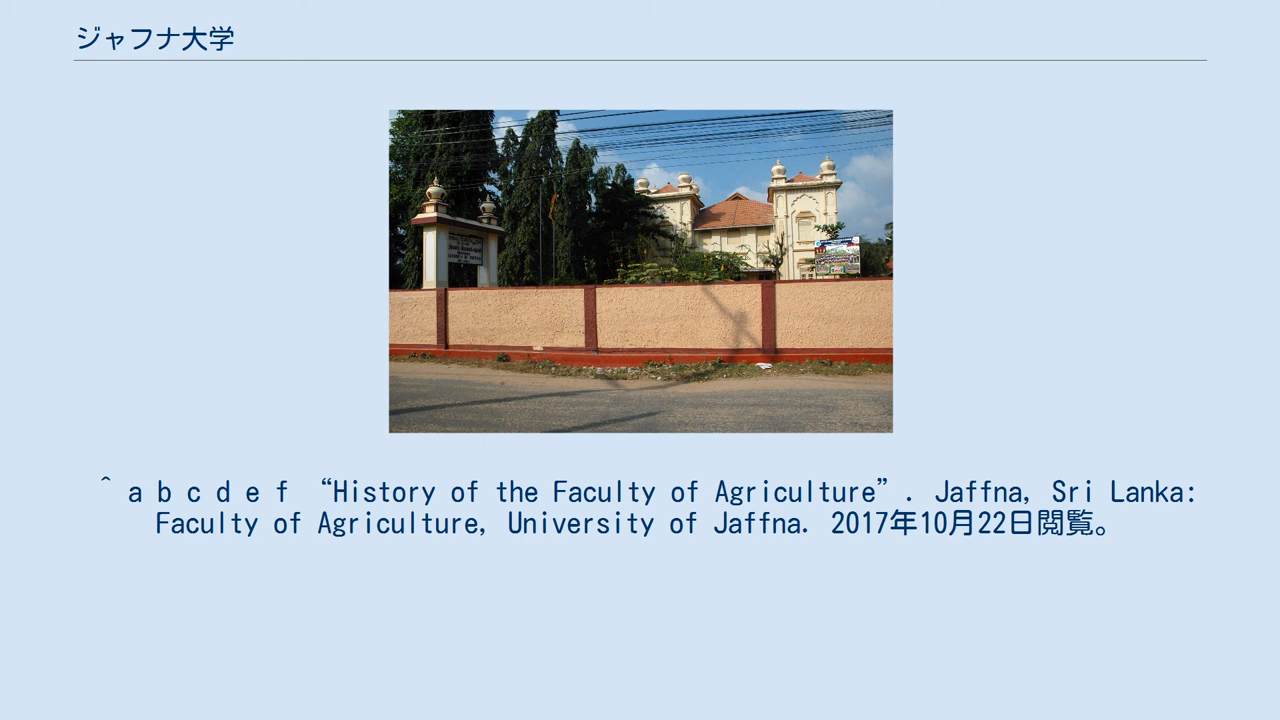 ジャフナ大学
^ a b c d e f “History of the Faculty of Agriculture”. Jaffna, Sri Lanka:
Faculty of Agriculture, University of Jaffna. 2017年10月22日閲覧。